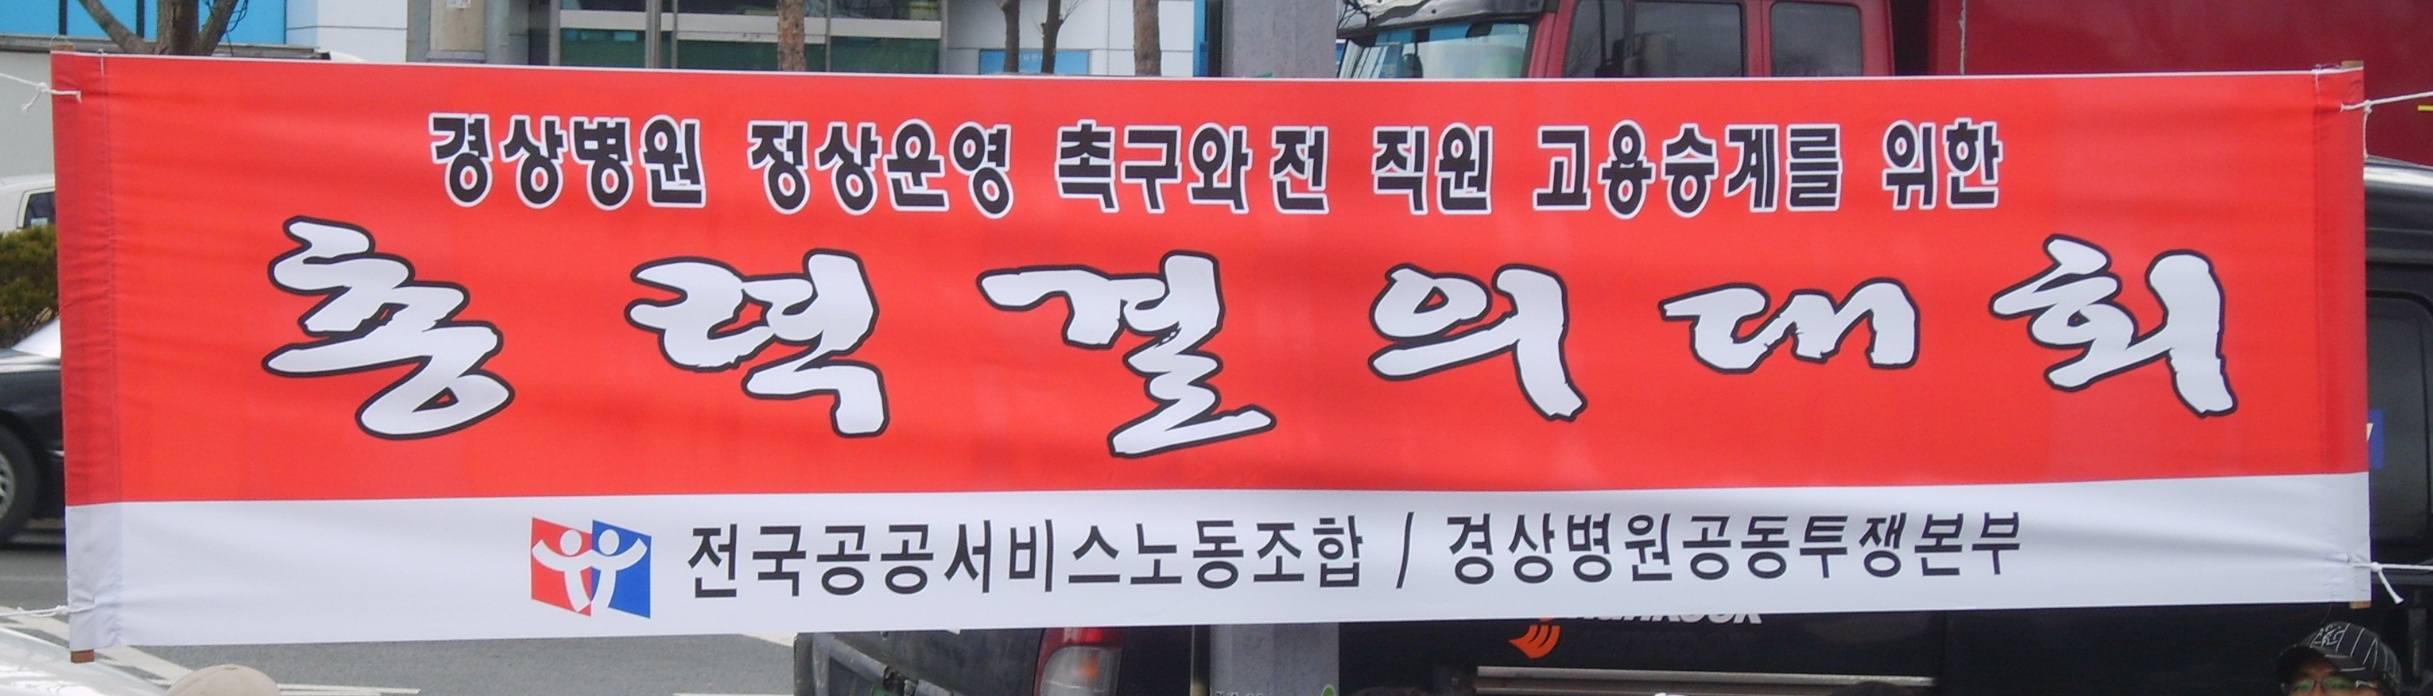 경상병원 정상운영 촉구와 전 직원 고용승계를 위한
총력결의대회
전국공공서비스노동조합 / 경상병원공동투쟁본부